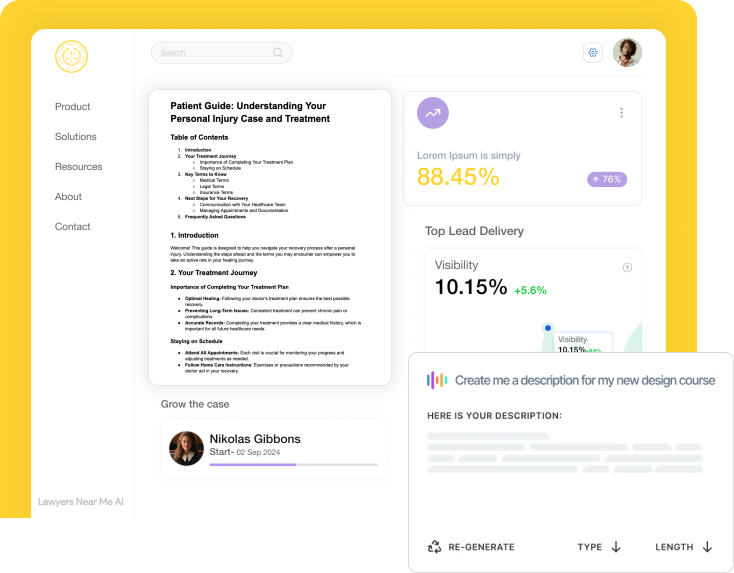 Search
Product
Solutions
Resources
About
Contact
Lawyers Near Me Ai
Patient Guide: Understanding Your
Personal Injury Case and Treatment
Table of Contents
1. Introduction
2. Your Treatment Journey
○ Importance of Completing Your Treatment Plan
○ Staying on Schedule
3. Key Terms to Know
○ Medical Terms
○ Legal Terms
○ Insurance Terms
4. Next Steps for Your Recovery
○ Communication with Your Healthcare Team
○ Managing Appointments and Documentation
5. Frequently Asked Questions
1. Introduction
Welcome! This guide is designed to help you navigate your recovery process after a personal
injury. Understanding the steps ahead and the terms you may encounter can empower you to
take an active role in your healing journey.
2. Your Treatment Journey
Importance of Completing Your Treatment Plan
● Optimal Healing: Following your doctor's treatment plan ensures the best possible
recovery.
● Preventing Long-Term Issues: Consistent treatment can prevent chronic pain or
complications.
● Accurate Records: Completing your treatment provides a clear medical history, which is
important for all future healthcare needs.
Staying on Schedule
● Attend All Appointments: Each visit is crucial for monitoring your progress and
adjusting treatments as needed.
● Follow Home Care Instructions: Exercises or precautions recommended by your
doctor aid in your recovery.
Grow the case
Nikolas Gibbons
Start- 02 Sep 2024
Lorem Ipsum is simply
88.45%
76%
Top Lead Delivery
Visibility
?
10.15% +5.6%
Visibility
10.15%
Create me a description for my new design course
HERE IS YOUR DESCRIPTION:
RE-GENERATE TYPE LENGTH